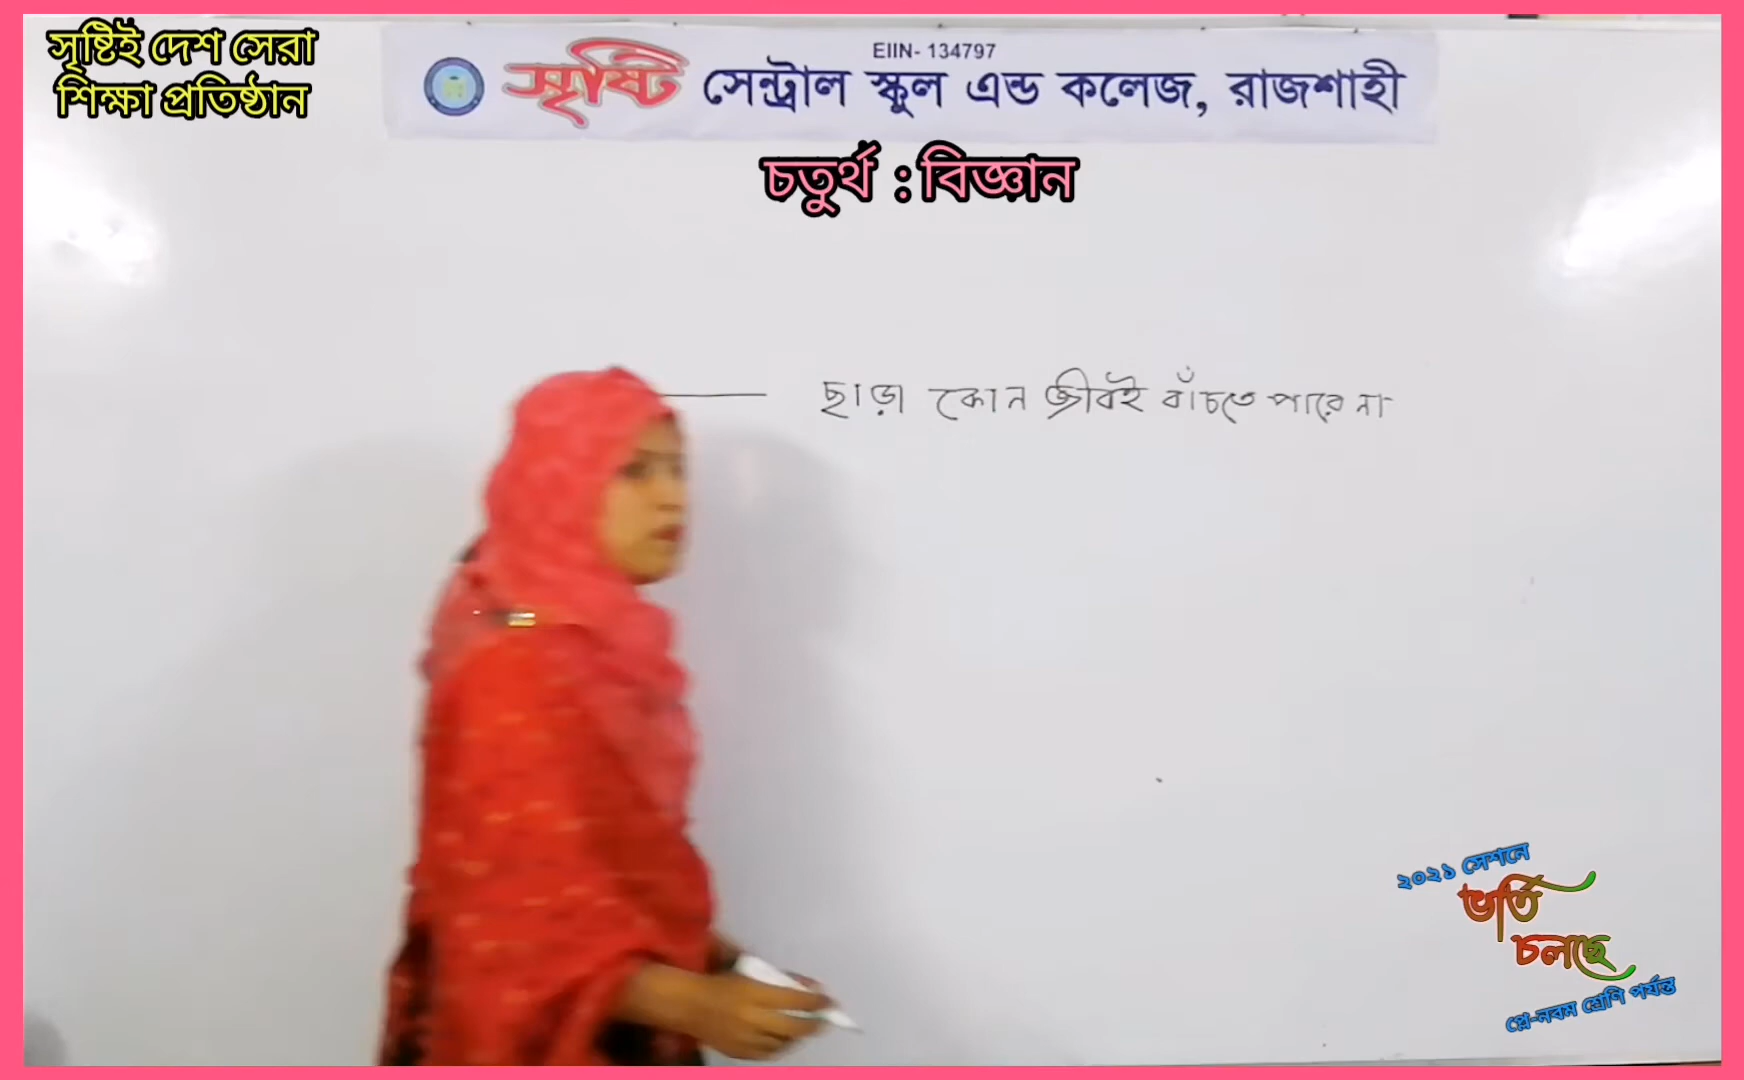 সৃষ্টিই দেশ সেরা
শিক্ষা প্রতিষ্ঠান
EIIN- 134797
সৃষ্টি সেন্ট্রাল স্কুল এন্ড কলেজ, রাজশাহী
চতুর্থ : বিজ্ঞান
ছাড়া কোন জীবই বাঁচতে পারে না
২০২১ সেশনে
ভর্তি
চলছে
প্লে-নবম শ্রেণি পর্যন্ত